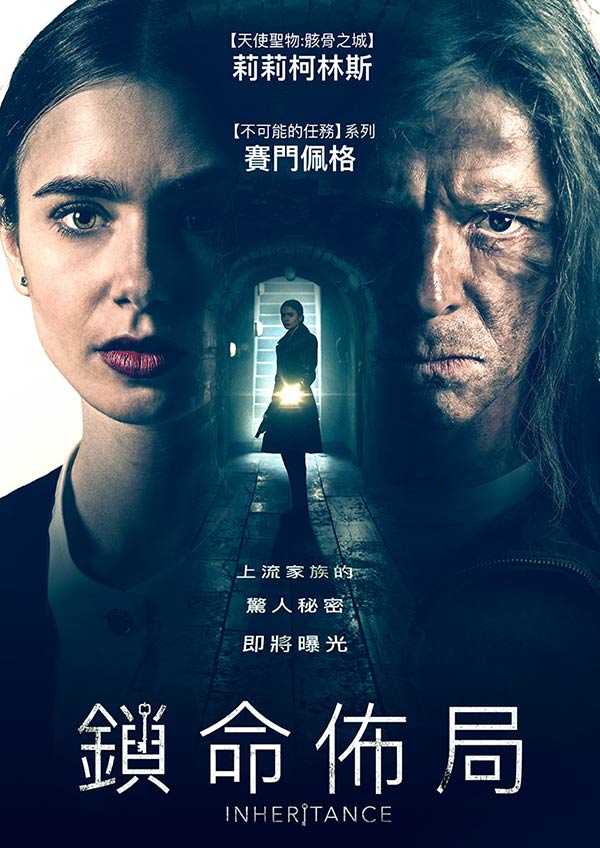 【天使聖物:骸骨之城】
莉莉柯林斯
【不可能的任務】系列
賽門佩格
上流家族的
驚人秘密
即將曝光
鎖命佈局
INHERITANCE